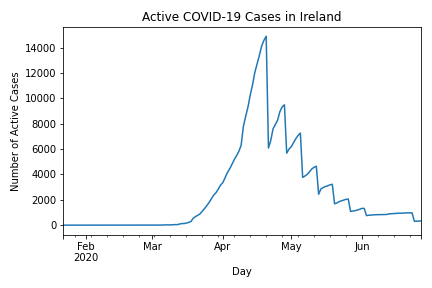 Active COVID-19 Cases in Ireland
14000
12000
10000
8000
6000
4000
2000
0
Number of Active Cases
Feb
2020
Mar
Apr
May
Jun
Day